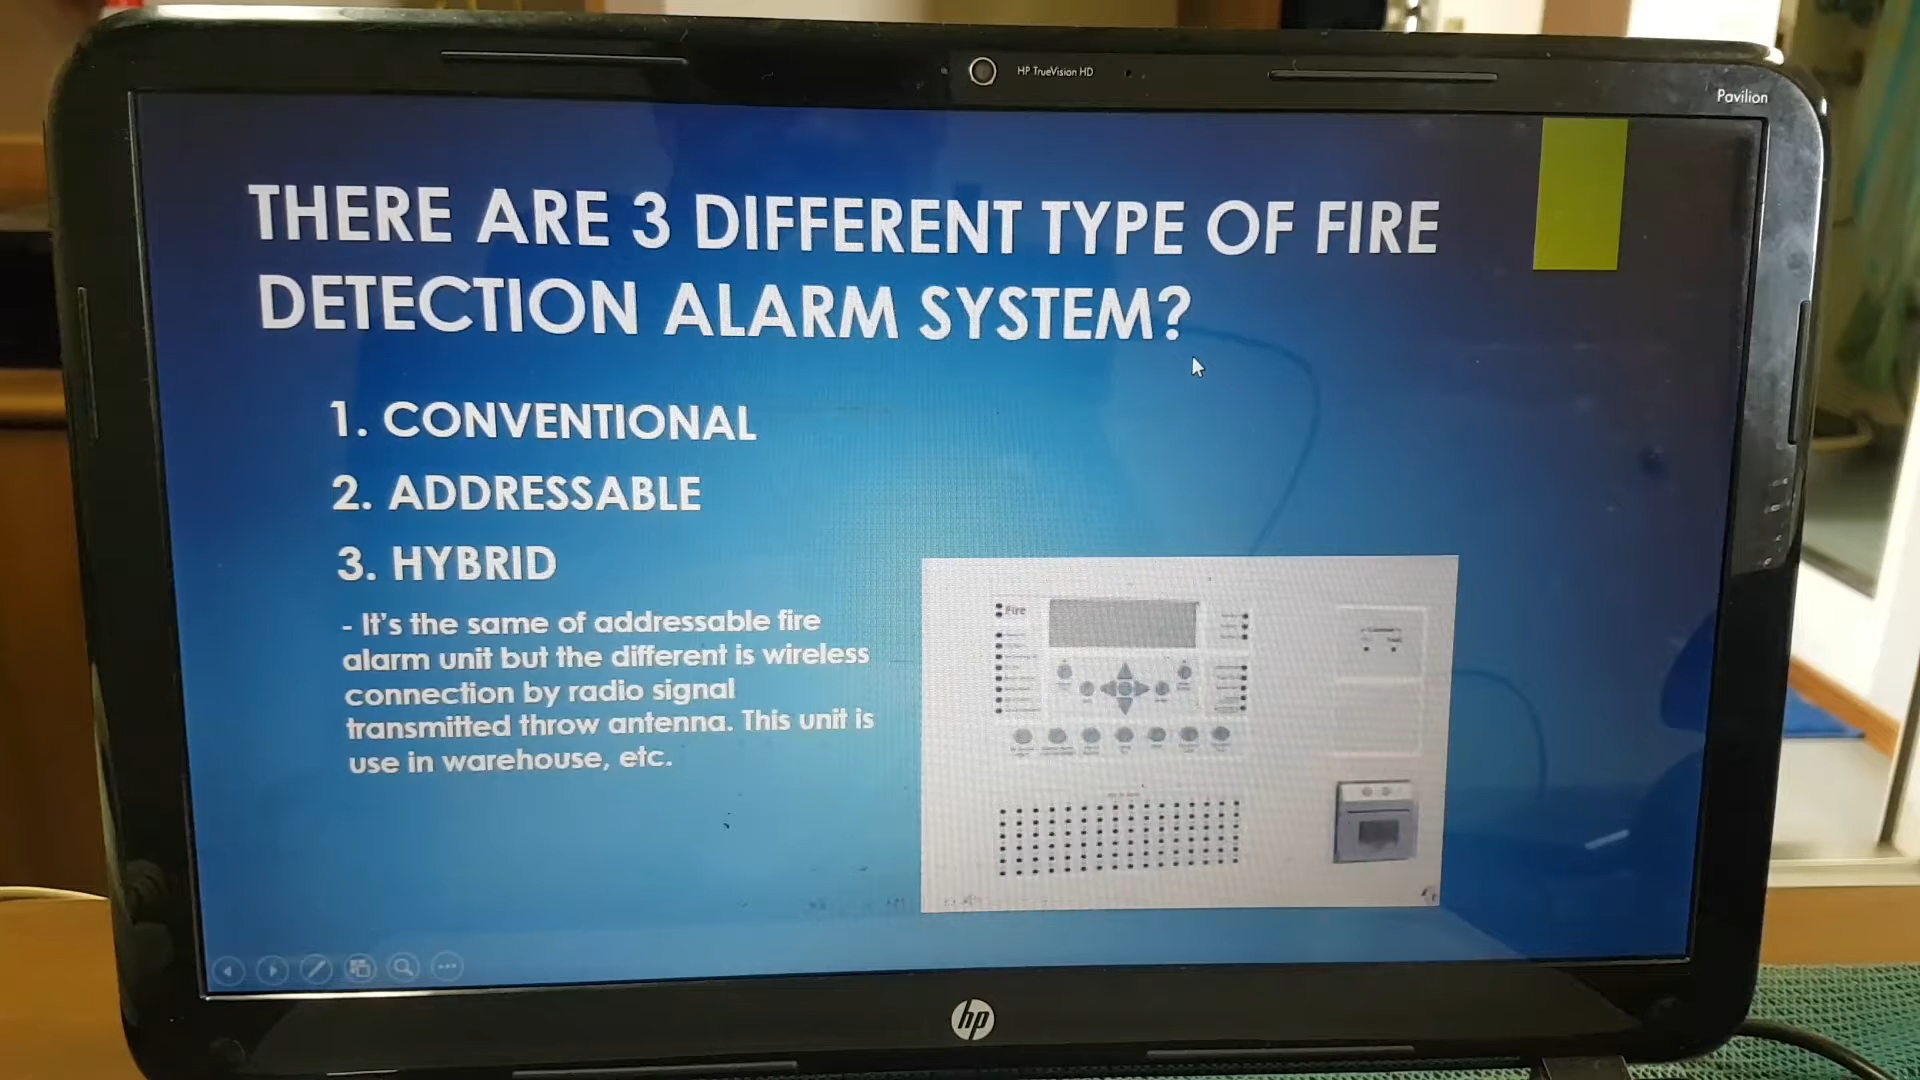 HP TrueVision HD
Pavilion
THERE ARE 3 DIFFERENT TYPE OF FIRE
DETECTION ALARM SYSTEM?
1. CONVENTIONAL
2. ADDRESSABLE
3. HYBRID
- It's the same of addressable fire
alarm unit but the different is wireless
connection by radio signal
transmitted throw antenna. This unit is
use in warehouse, etc.
Fire
hp